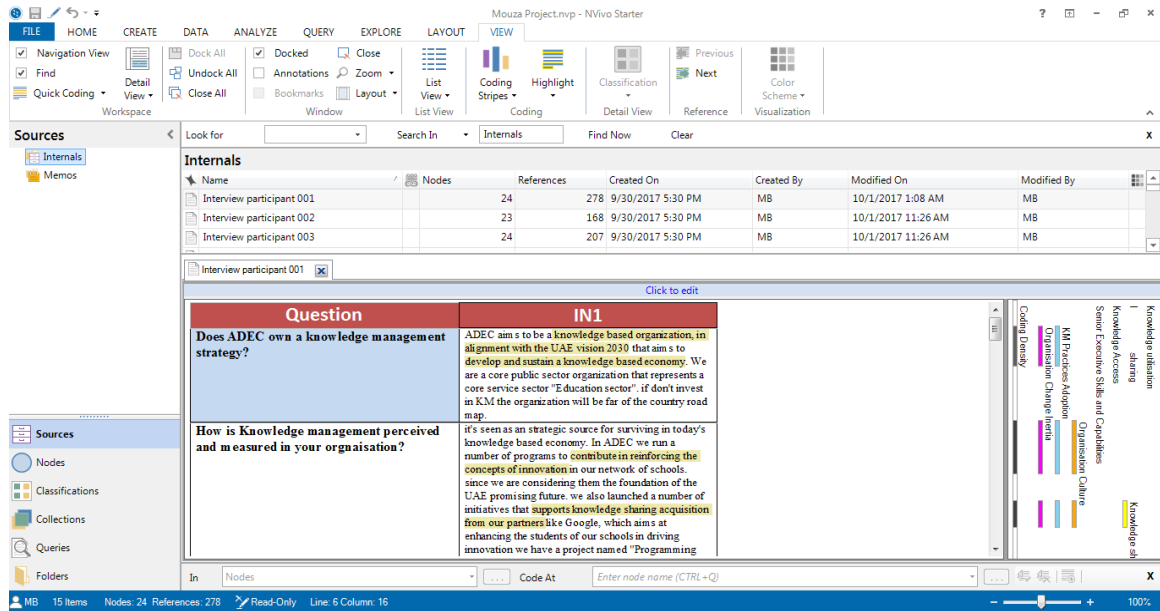 Mouza Project.nvp - NVivo Starter
?
FILE HOME CREATE DATA ANALYZE QUERY EXPLORE LAYOUT VIEW
Navigation View
Find
Quick Coding
Detail View
Workspace
Dock All
Undock All
Close All
Docked
Annotations
Bookmarks
Close
Zoom
Layout
Window
List View
List View
Coding Stripes
Highlight
Coding
Classification
Detail View
Previous
Next
Reference
Color Scheme
Visualization
Sources
Internals
Memos
Look for Search In Internals Find Now Clear x
Internals
Name Nodes References Created On Created By Modified On Modified By
Interview participant 001 24 278 9/30/2017 5:30 PM MB 10/1/2017 1:08 AM MB
Interview participant 002 23 168 9/30/2017 5:30 PM MB 10/1/2017 11:26 AM MB
Interview participant 003 24 207 9/30/2017 5:30 PM MB 10/1/2017 11:26 AM MB
Interview participant 001 x
Click to edit
Question IN1
Does ADEC own a knowledge management
strategy?
ADEC aims to be a knowledge based organization, in
alignment with the UAE vision 2030 that aims to
develop and sustain a knowledge based economy. We
are a core public sector organization that represents a
core service sector "Education sector". if don't invest
in KM the organization will be far of the country road
map.
How is Knowledge management perceived
and measured in your orgnaisation?
it's seen as an strategic source for surviving in today's
knowledge based economy. In ADEC we run a
number of programs to contribute in reinforcing the
concepts of innovation in our network of schools.
since we are considering them the foundation of the
UAE promising future. we also launched a number of
initiatives that supports knowledge sharing acquisition
from our partners like Google, which aims at
enhancing the students of our schools in driving
innovation we have a project named "Programming
Coding Density
Organisation Change Inertia
KM Practices Adoption
Organisation Culture
Senior Executive Skills and Capabilities
Knowledge Access
I sharing
Knowledge utilisation
Knowledge sh
Sources
Nodes
Classifications
Collections
Queries
Folders
In Nodes ... Code At Enter node name (CTRL+Q) ... x
MB 15 Items Nodes: 24 References: 278 Read-Only Line: 6 Column: 16 100%